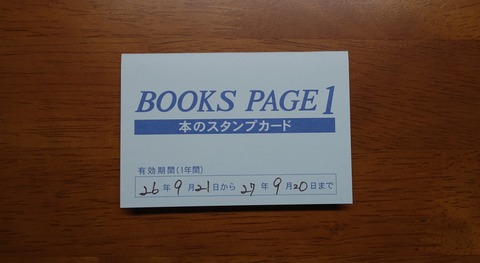 BOOKS PAGE 1
本のスタンプカード
有効期間(1年間)
26年9月21日から27年9月20日まで